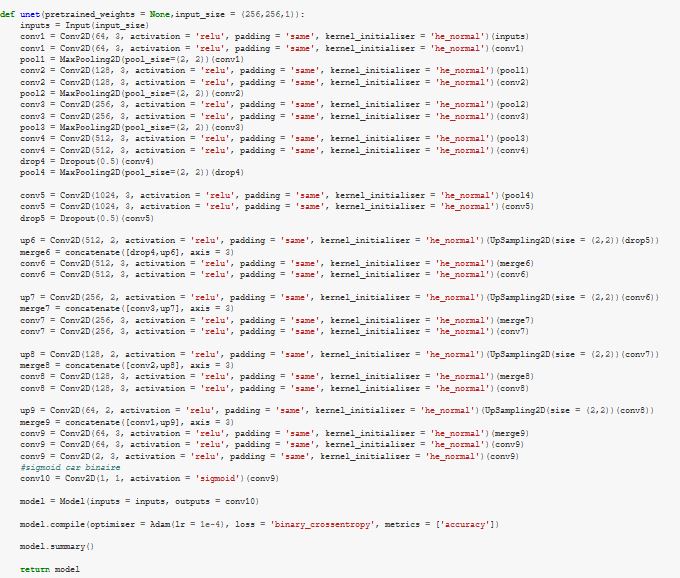 def unet(pretrained_weights = None,input_size = (256,256,1)):
    inputs = Input(input_size)
    conv1 = Conv2D(64, 3, activation = 'relu', padding = 'same', kernel_initializer = 'he_normal')(inputs)
    conv1 = Conv2D(64, 3, activation = 'relu', padding = 'same', kernel_initializer = 'he_normal')(conv1)
    pool1 = MaxPooling2D(pool_size=(2, 2))(conv1)
    conv2 = Conv2D(128, 3, activation = 'relu', padding = 'same', kernel_initializer = 'he_normal')(pool1)
    conv2 = Conv2D(128, 3, activation = 'relu', padding = 'same', kernel_initializer = 'he_normal')(conv2)
    pool2 = MaxPooling2D(pool_size=(2, 2))(conv2)
    conv3 = Conv2D(256, 3, activation = 'relu', padding = 'same', kernel_initializer = 'he_normal')(pool2)
    conv3 = Conv2D(256, 3, activation = 'relu', padding = 'same', kernel_initializer = 'he_normal')(conv3)
    pool3 = MaxPooling2D(pool_size=(2, 2))(conv3)
    conv4 = Conv2D(512, 3, activation = 'relu', padding = 'same', kernel_initializer = 'he_normal')(pool3)
    conv4 = Conv2D(512, 3, activation = 'relu', padding = 'same', kernel_initializer = 'he_normal')(conv4)
    drop4 = Dropout(0.5)(conv4)
    pool4 = MaxPooling2D(pool_size=(2, 2))(drop4)

    conv5 = Conv2D(1024, 3, activation = 'relu', padding = 'same', kernel_initializer = 'he_normal')(pool4)
    conv5 = Conv2D(1024, 3, activation = 'relu', padding = 'same', kernel_initializer = 'he_normal')(conv5)
    drop5 = Dropout(0.5)(conv5)

    up6 = Conv2D(512, 2, activation = 'relu', padding = 'same', kernel_initializer = 'he_normal')(UpSampling2D(size = (2,2))(drop5))
    merge6 = concatenate([drop4,up6], axis = 3)
    conv6 = Conv2D(512, 3, activation = 'relu', padding = 'same', kernel_initializer = 'he_normal')(merge6)
    conv6 = Conv2D(512, 3, activation = 'relu', padding = 'same', kernel_initializer = 'he_normal')(conv6)

    up7 = Conv2D(256, 2, activation = 'relu', padding = 'same', kernel_initializer = 'he_normal')(UpSampling2D(size = (2,2))(conv6))
    merge7 = concatenate([conv3,up7], axis = 3)
    conv7 = Conv2D(256, 3, activation = 'relu', padding = 'same', kernel_initializer = 'he_normal')(merge7)
    conv7 = Conv2D(256, 3, activation = 'relu', padding = 'same', kernel_initializer = 'he_normal')(conv7)

    up8 = Conv2D(128, 2, activation = 'relu', padding = 'same', kernel_initializer = 'he_normal')(UpSampling2D(size = (2,2))(conv7))
    merge8 = concatenate([conv2,up8], axis = 3)
    conv8 = Conv2D(128, 3, activation = 'relu', padding = 'same', kernel_initializer = 'he_normal')(merge8)
    conv8 = Conv2D(128, 3, activation = 'relu', padding = 'same', kernel_initializer = 'he_normal')(conv8)

    up9 = Conv2D(64, 2, activation = 'relu', padding = 'same', kernel_initializer = 'he_normal')(UpSampling2D(size = (2,2))(conv8))
    merge9 = concatenate([conv1,up9], axis = 3)
    conv9 = Conv2D(64, 3, activation = 'relu', padding = 'same', kernel_initializer = 'he_normal')(merge9)
    conv9 = Conv2D(64, 3, activation = 'relu', padding = 'same', kernel_initializer = 'he_normal')(conv9)
    conv9 = Conv2D(2, 3, activation = 'relu', padding = 'same', kernel_initializer = 'he_normal')(conv9)
    #sigmoid car binaire
    conv10 = Conv2D(1, 1, activation = 'sigmoid')(conv9)

    model = Model(inputs = inputs, outputs = conv10)

    model.compile(optimizer = Adam(lr = 1e-4), loss = 'binary_crossentropy', metrics = ['accuracy'])

    model.summary()

    return model